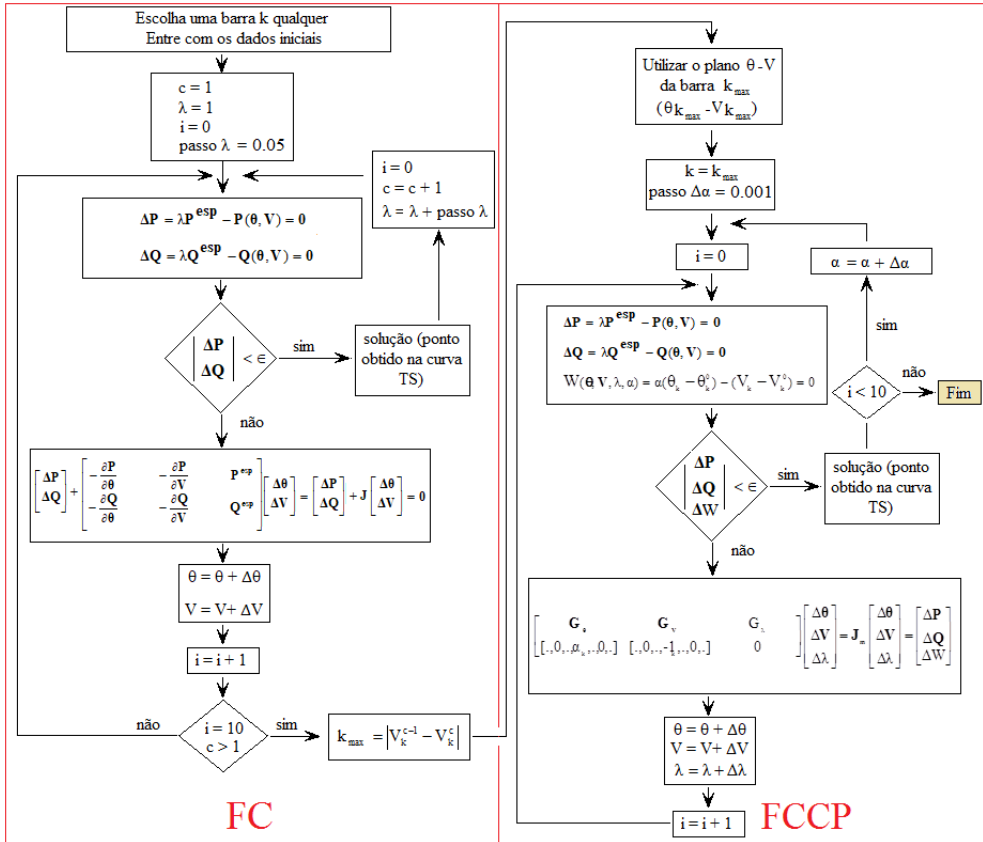 Escolha uma barra k qualquer
Entre com os dados iniciais
c = 1
λ = 1
i = 0
passo λ = 0.05
i = 0
c = c + 1
λ = λ + passo λ
ΔP = λP^esp − P(θ, V) = 0
ΔQ = λQ^esp − Q(θ, V) = 0
|ΔP ΔQ| < ∈
sim
solução (ponto
obtido na curva
TS)
não
[ΔP ΔQ] + [−∂P/∂θ −∂P/∂V P^esp −∂Q/∂θ −∂Q/∂V Q^esp] [Δθ ΔV] = [ΔP ΔQ] + J [Δθ ΔV] = 0
θ = θ + Δθ
V = V+ ΔV
i = i + 1
não
i = 10
c > 1
sim
k_max = |V_k^c−1 − V_k^c|
FC
Utilizar o plano θ-V
da barra k_max
(θk_max -Vk_max)
k = k_max
passo Δα = 0.001
i = 0
α = α + Δα
ΔP = λP^esp − P(θ, V) = 0
ΔQ = λQ^esp − Q(θ, V) = 0
W(θ, V, λ, α) = α(θ_k − θ_k^0) − (V_k − V_k^0) = 0
sim
i < 10
não
Fim
|ΔP ΔQ ΔW| < ∈
sim
solução (ponto
obtido na curva
TS)
não
[G_θ G_V G_λ [.,0,.,α_k,.,0,.] [.,0,.,-1,.,0,.] 0] [Δθ ΔV Δλ] = J_m [Δθ ΔV Δλ] = [ΔP ΔQ ΔW]
θ = θ + Δθ
V = V+ ΔV
λ = λ + Δλ
i = i + 1
FCCP